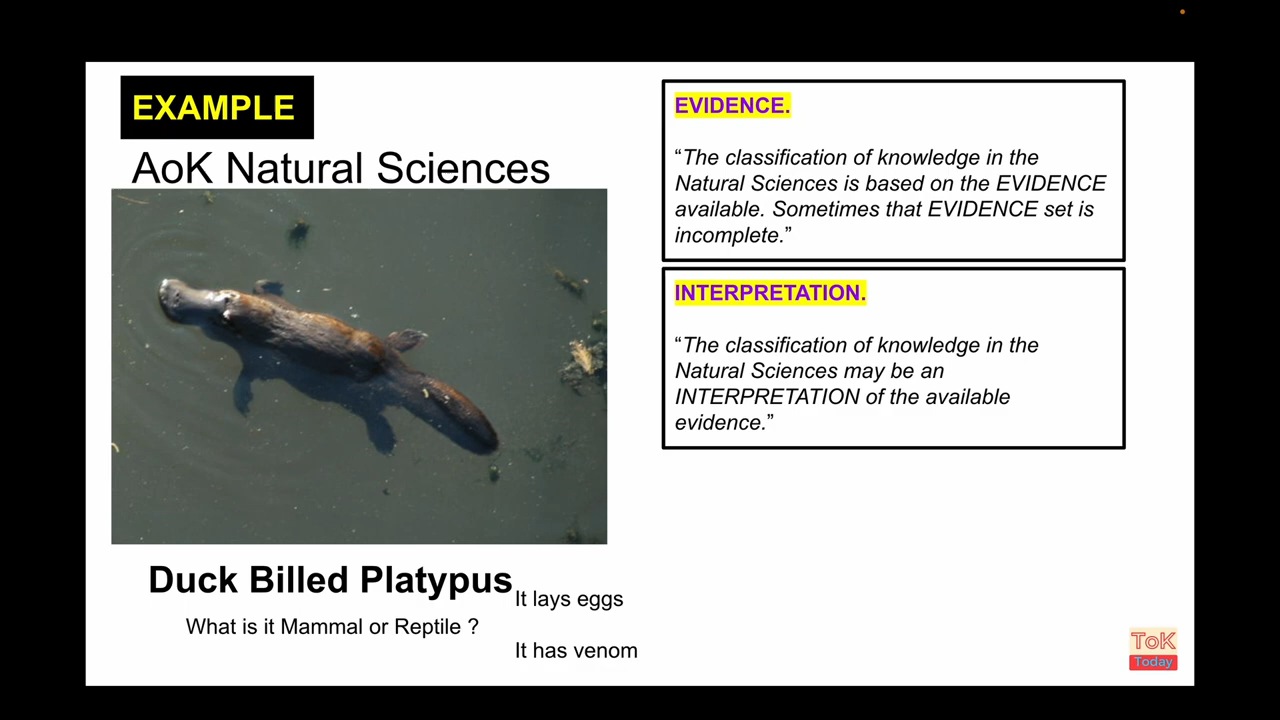 EXAMPLE
AoK Natural Sciences
Duck Billed Platypus
What is it Mammal or Reptile ?
It lays eggs
It has venom
EVIDENCE.
“The classification of knowledge in the
Natural Sciences is based on the EVIDENCE
available. Sometimes that EVIDENCE set is
incomplete.”
INTERPRETATION.
“The classification of knowledge in the
Natural Sciences may be an
INTERPRETATION of the available
evidence.”
ToK
Today